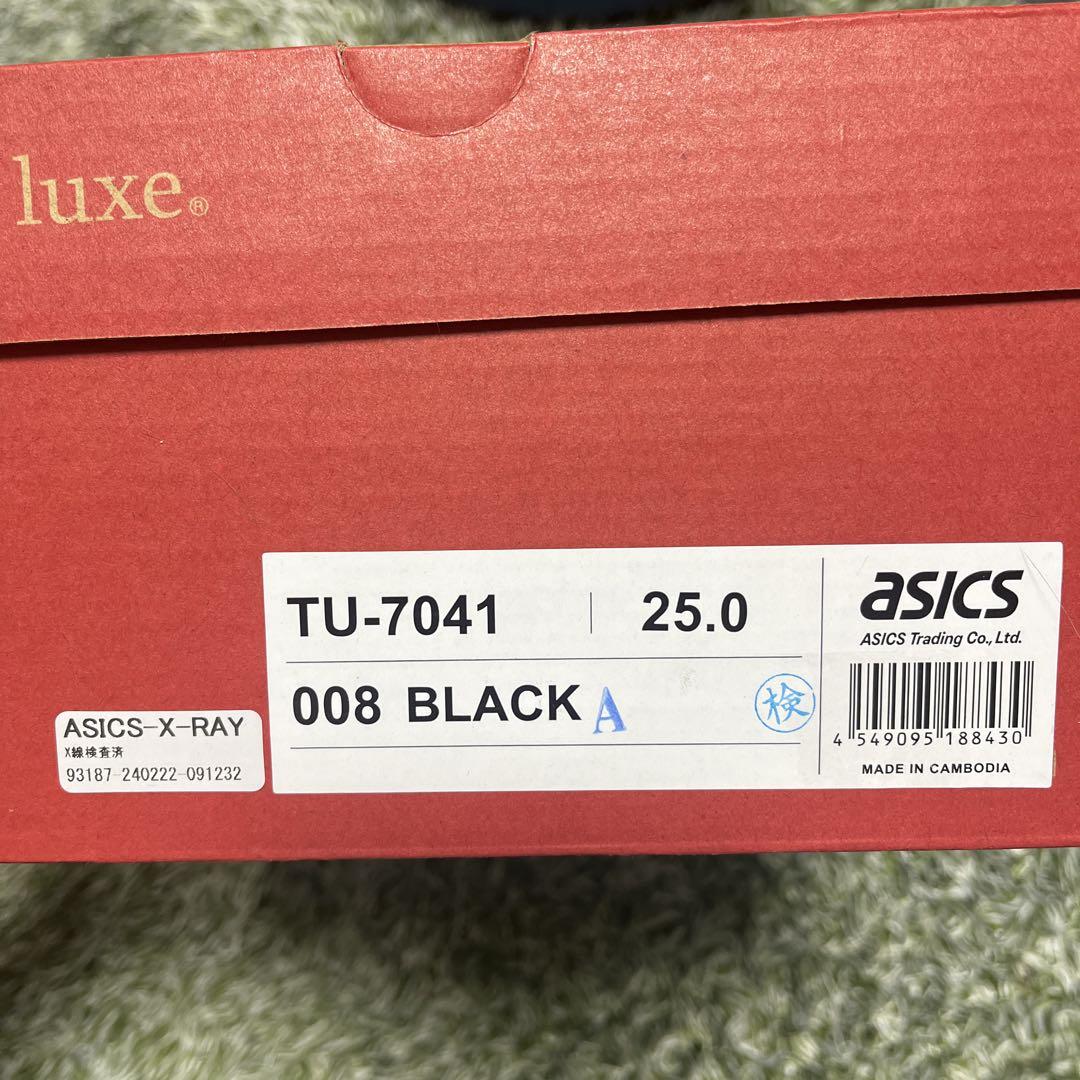 luxe®
TU-7041 25.0
008 BLACK A 検
asics
ASICS Trading Co., Ltd.
4 549095 188430
MADE IN CAMBODIA
ASICS-X-RAY
X線検査済
93187-240222-091232